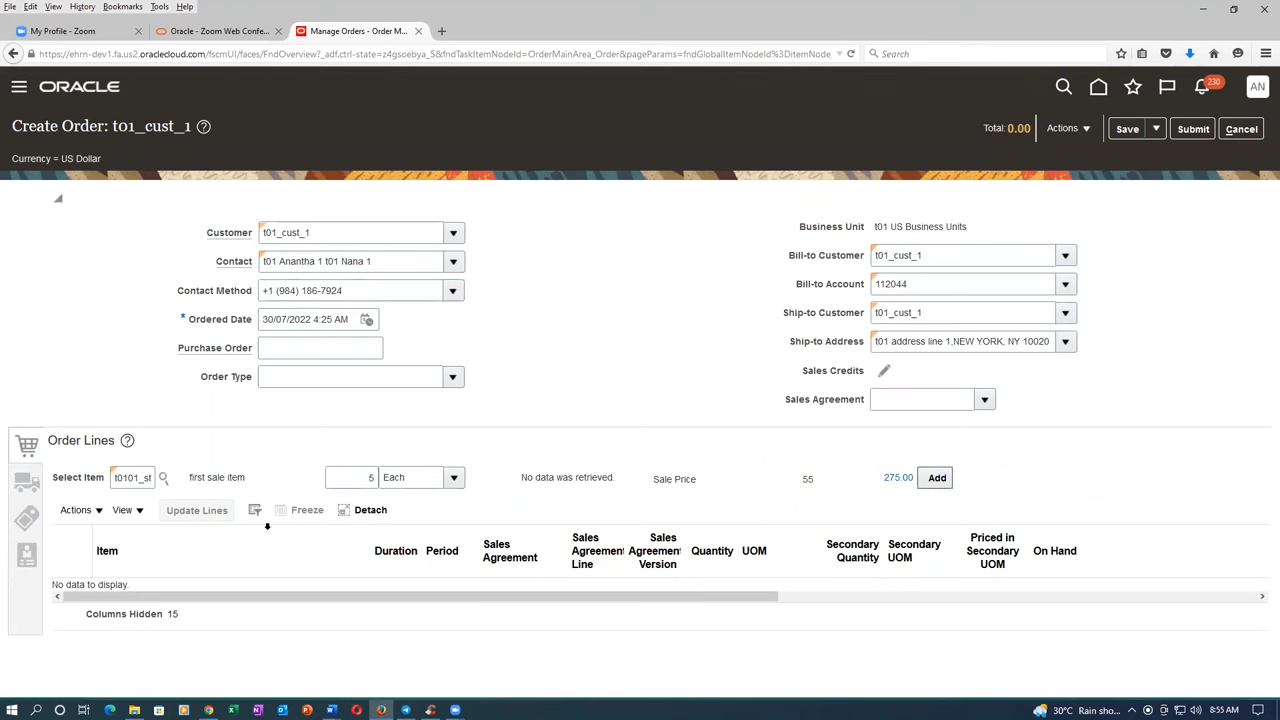 File Edit View History Bookmarks Tools Help
My Profile - Zoom
Oracle - Zoom Web Confe...
Manage Orders - Order M...
https://ehrn-dev1.fa.us2.oraclecloud.com/fscmUI/faces/FndOverview?_adf.ctrl-state=z4gsoebya_5&fndTaskItemNodeId=OrderMainArea_Order&pageParams=fndGlobalItemNodeId%3DitemNode
Search
ORACLE
230
AN
Create Order: t01_cust_1
Total: 0.00
Actions
Save
Submit
Cancel
Currency = US Dollar
Customer t01_cust_1
Contact t01 Anantha 1 t01 Nana 1
Contact Method +1 (984) 186-7924
* Ordered Date 30/07/2022 4:25 AM
Purchase Order
Order Type
Business Unit t01 US Business Units
Bill-to Customer t01_cust_1
Bill-to Account 112044
Ship-to Customer t01_cust_1
Ship-to Address t01 address line 1,NEW YORK, NY 10020
Sales Credits
Sales Agreement
Order Lines
Select Item t0101_st first sale item 5 Each No data was retrieved. Sale Price 55 275.00 Add
Actions View Update Lines Freeze Detach
Item Duration Period Sales Agreement Sales Agreement Line Sales Agreement Version Quantity UOM Secondary Quantity Secondary UOM Priced in Secondary UOM On Hand
No data to display.
Columns Hidden 15
30°C Rain sho...
8:55 AM